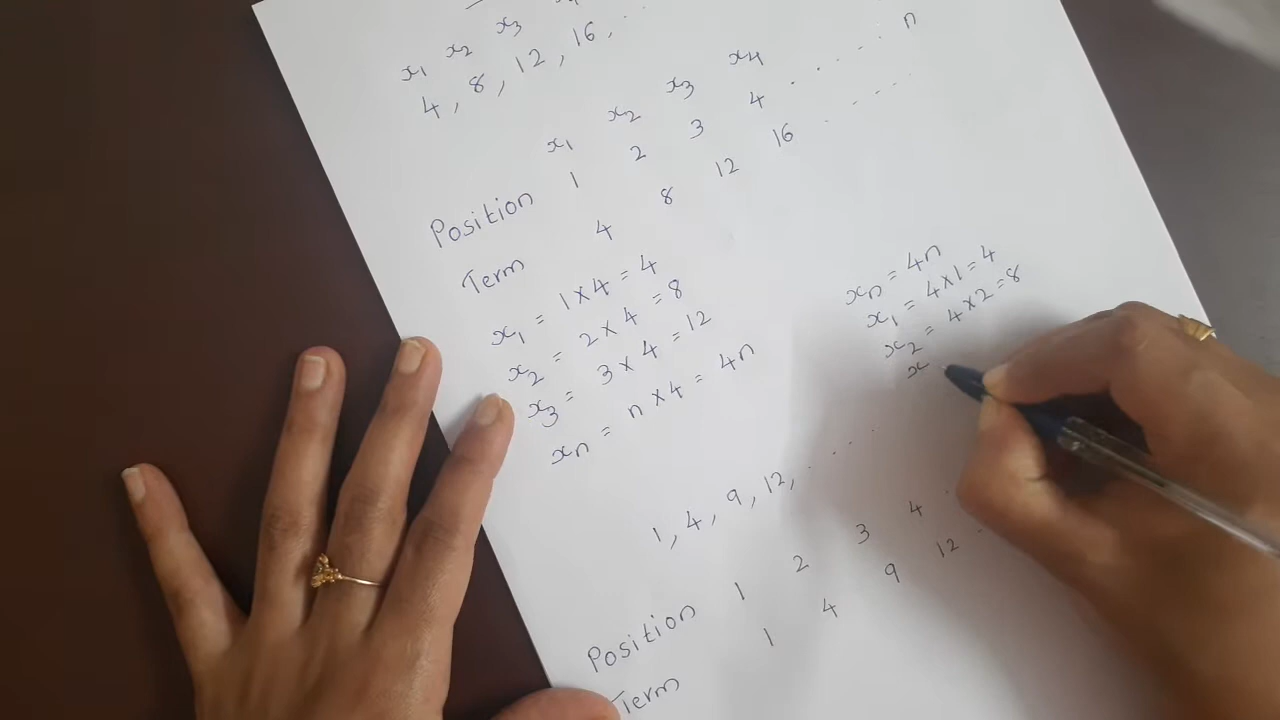 x1 x2 x3
4, 8, 12, 16, . .
x1 x2 x3 x4
Position 1 2 3 4 . . . . . . n
Term 4 8 12 16 . . . . .
x1 = 1 × 4 = 4
x2 = 2 × 4 = 8
x3 = 3 × 4 = 12
xn = n × 4 = 4n
xn = 4n
x1 = 4 × 1 = 4
x2 = 4 × 2 = 8
x
1, 4, 9, 12, . . . . .
Position 1 2 3 4 .
Term 1 4 9 12 .